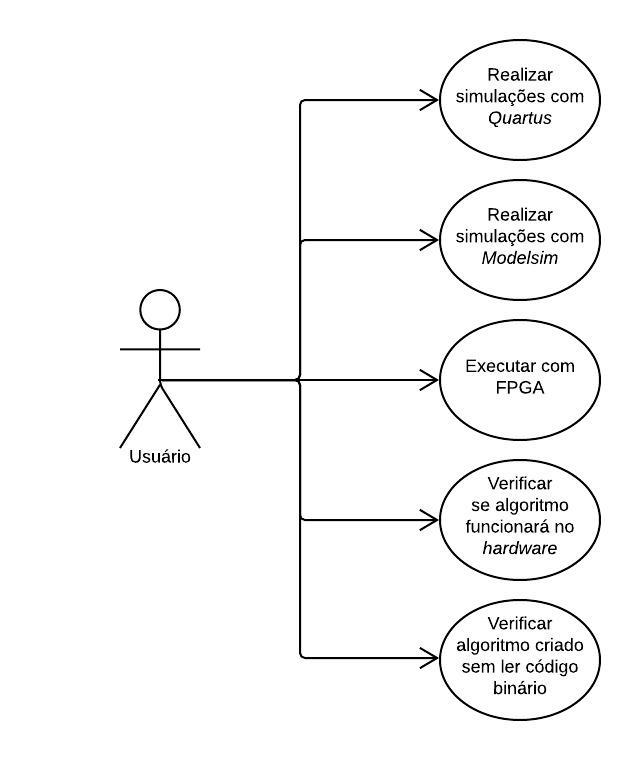 Realizar
simulações com
Quartus
Realizar
simulações com
Modelsim
Executar com
FPGA
Usuário
Verificar
se algoritmo
funcionará no
hardware
Verificar
algoritmo criado
sem ler código
binário